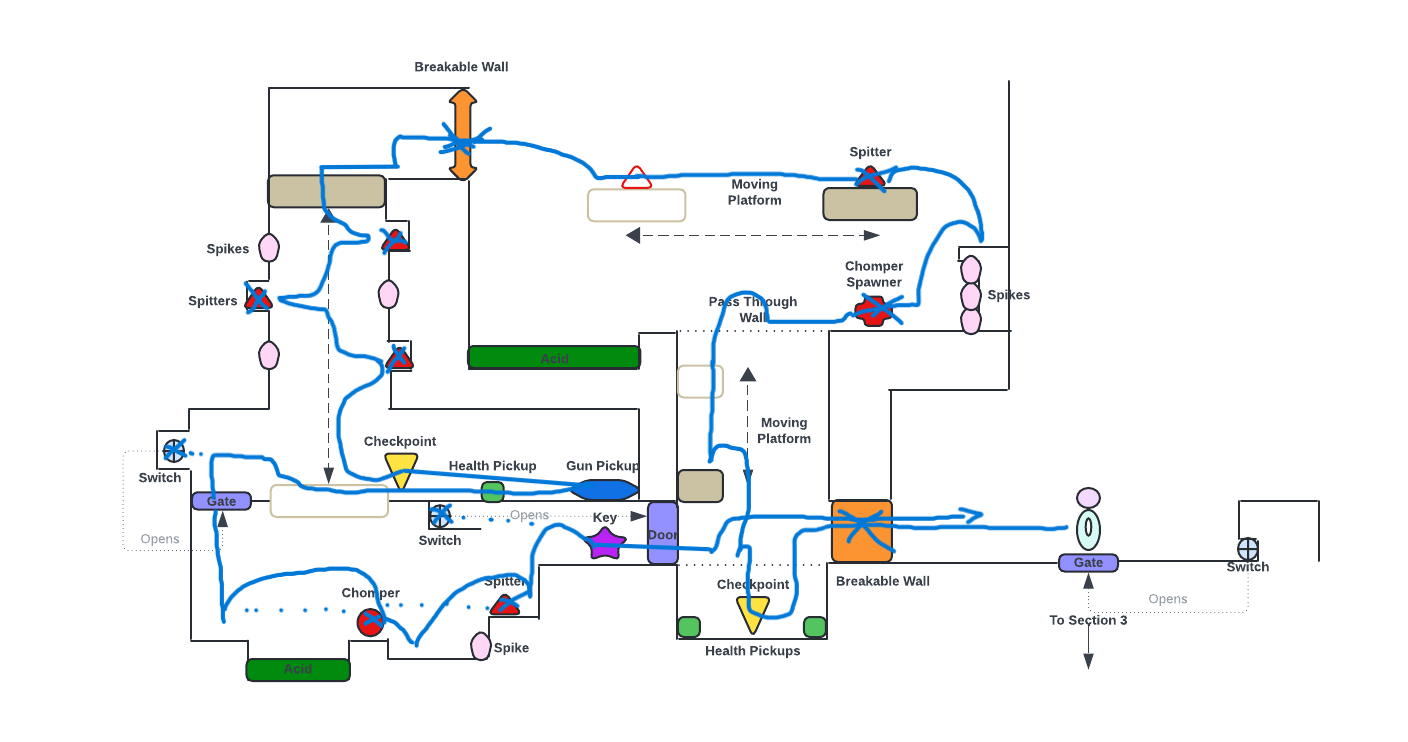 Breakable Wall
Spitter
Moving
Platform
Spikes
Chomper
Spawner
Spitters
Pass Through
Wall
Spikes
Acid
Moving
Platform
Checkpoint
Health Pickup
Gun Pickup
Switch
Gate
Opens
Key
Opens
Switch
Door
Chomper
Spitter
Checkpoint
Breakable Wall
Gate
Switch
Opens
To Section 3
Spike
Health Pickups
Acid